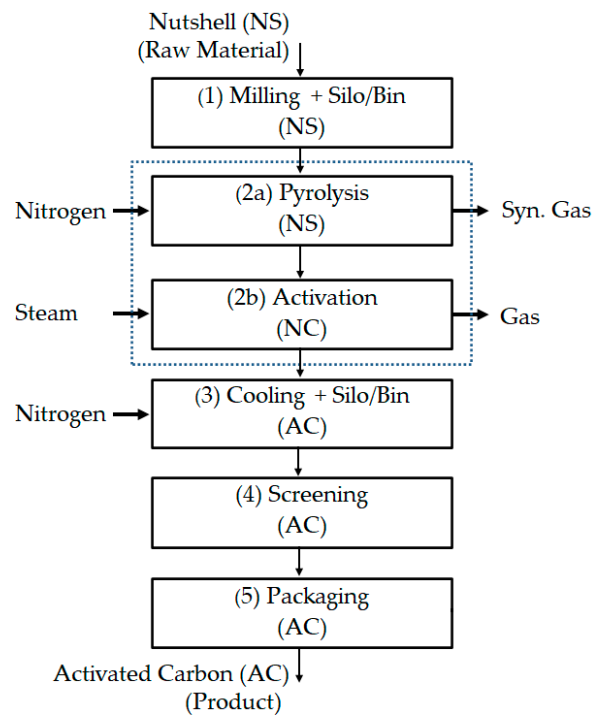 Nutshell (NS)
(Raw Material)
(1) Milling + Silo/Bin
(NS)
(2a) Pyrolysis
(NS)
Nitrogen
Syn. Gas
(2b) Activation
(NC)
Steam
Gas
(3) Cooling + Silo/Bin
(AC)
Nitrogen
(4) Screening
(AC)
(5) Packaging
(AC)
Activated Carbon (AC)
(Product)